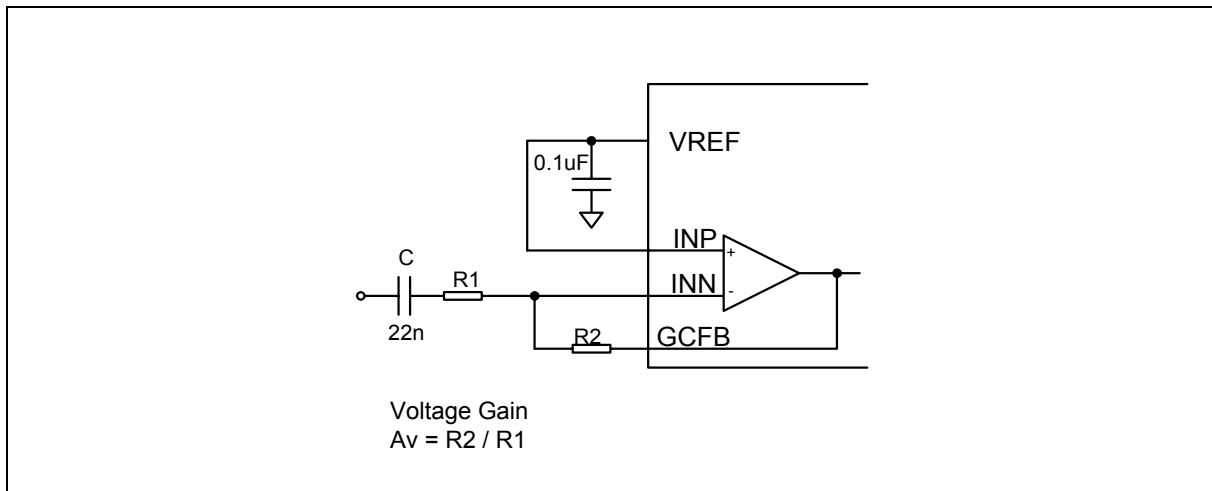 VREF
0.1uF
INP
+
C
R1
INN
-
22n
R2
GCFB
Voltage Gain
Av = R2 / R1